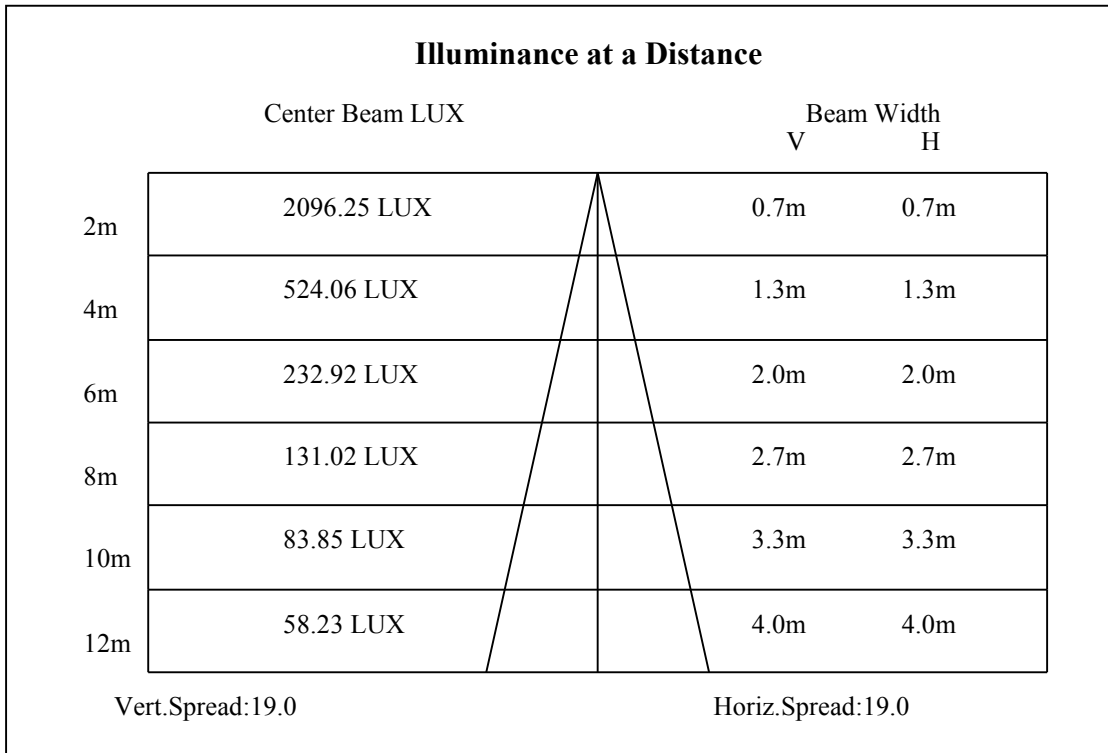 Illuminance at a Distance
Center Beam LUX Beam Width
V H
2m 2096.25 LUX 0.7m 0.7m
4m 524.06 LUX 1.3m 1.3m
6m 232.92 LUX 2.0m 2.0m
8m 131.02 LUX 2.7m 2.7m
10m 83.85 LUX 3.3m 3.3m
12m 58.23 LUX 4.0m 4.0m
Vert.Spread:19.0 Horiz.Spread:19.0